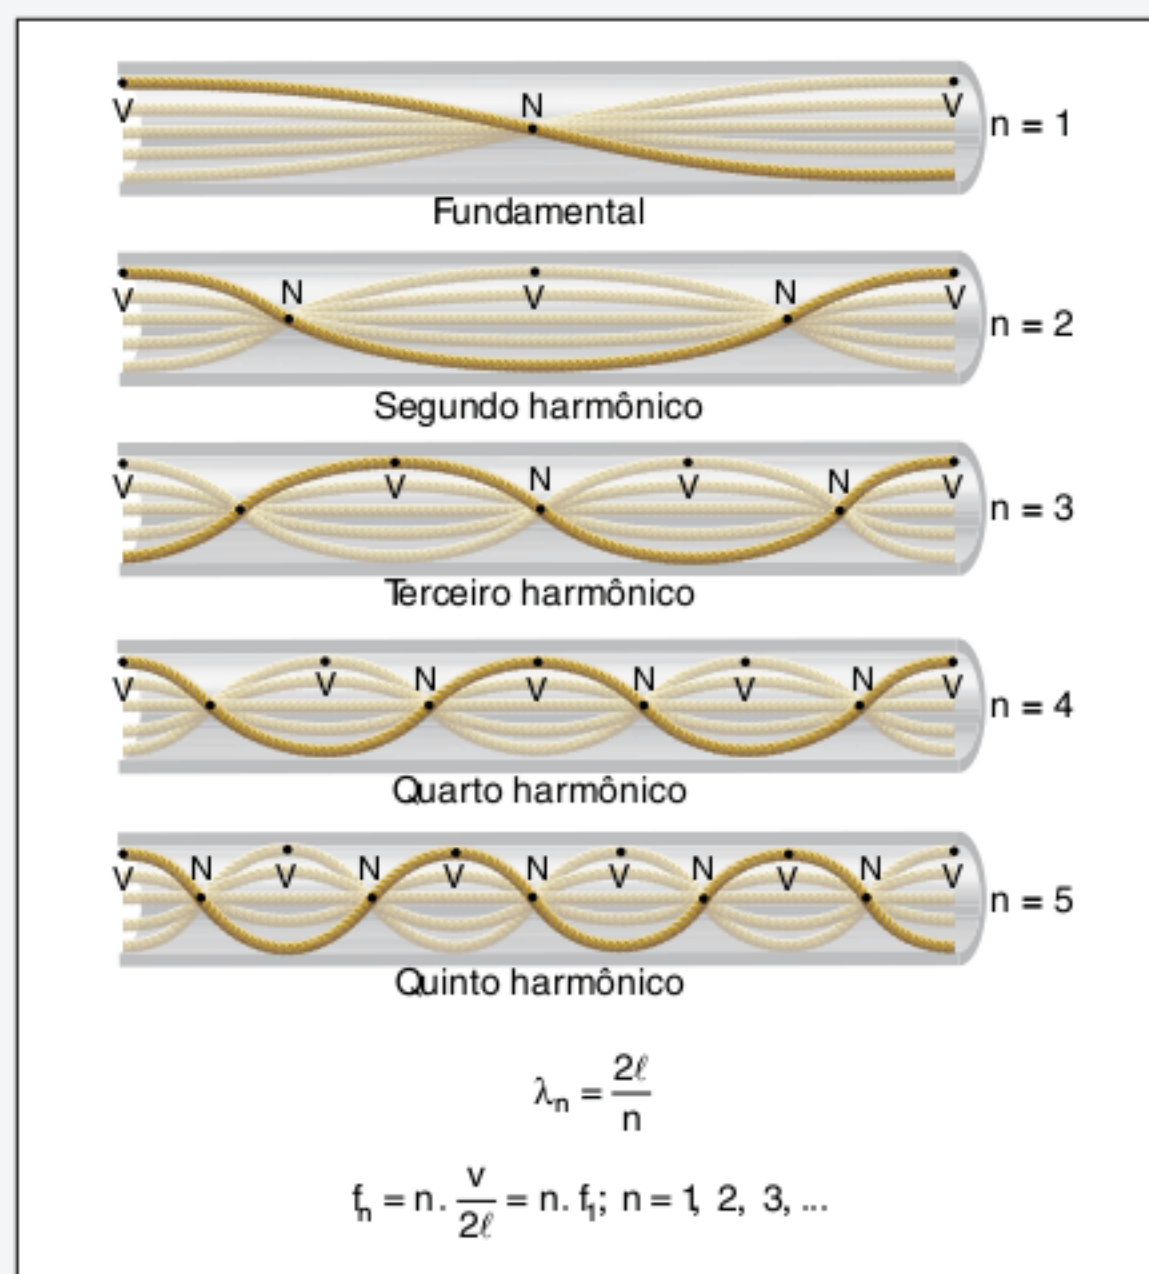 N
V V n = 1
Fundamental
N N
V V V n = 2
Segundo harmônico
N N
V V V V n = 3
Terceiro harmônico
N N N
V V V V V n = 4
Quarto harmônico
N N N N N
V V V V V V n = 5
Quinto harmônico
λn = 2ℓ/n
fn = n . v/2ℓ = n. f1; n = 1, 2, 3, ...